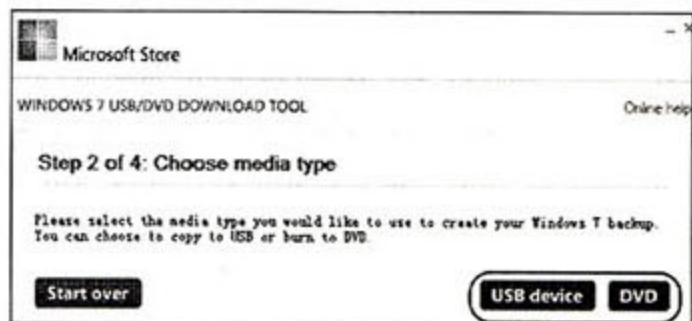 Microsoft Store
WINDOWS 7 USB/DVD DOWNLOAD TOOL Online help
Step 2 of 4: Choose media type
Please select the media type you would like to use to create your Windows 7 backup.
You can choose to copy to USB or burn to DVD.
Start over USB device DVD